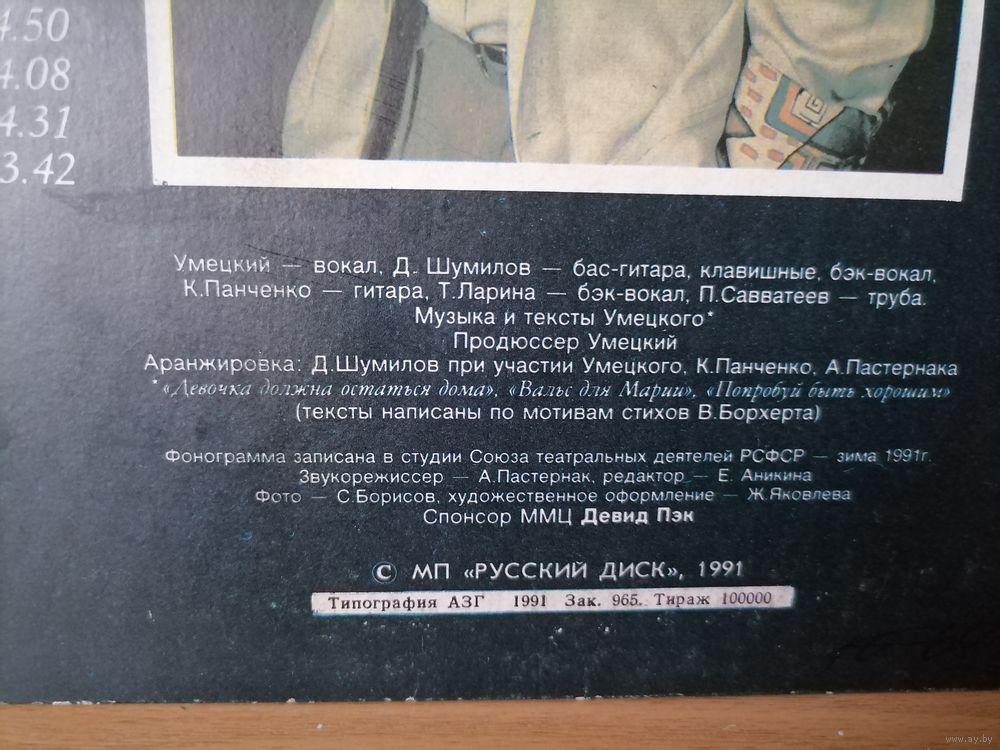 4.50
4.08
4.31
3.42
Умецкий — вокал, Д. Шумилов — бас-гитара, клавишные, бэк-вокал,
К.Панченко — гитара, Т.Ларина — бэк-вокал, П.Савватеев — труба.
Музыка и тексты Умецкого*
Продюссер Умецкий
Аранжировка: Д.Шумилов при участии Умецкого, К.Панченко, А.Пастернака
*«Девочка должна остаться дома», «Вальс для Марии», «Попробуй быть хорошим»
(тексты написаны по мотивам стихов В.Борхерта)
Фонограмма записана в студии Союза театральных деятелей РСФСР — зима 1991г.
Звукорежиссер — А.Пастернак, редактор — Е. Аникина
Фото — С.Борисов, художественное оформление — Ж.Яковлева
Спонсор ММЦ Девид Пэк
© МП «РУССКИЙ ДИСК», 1991
Типография АЗГ 1991 Зак. 965. Тираж 100000
www.ay.by